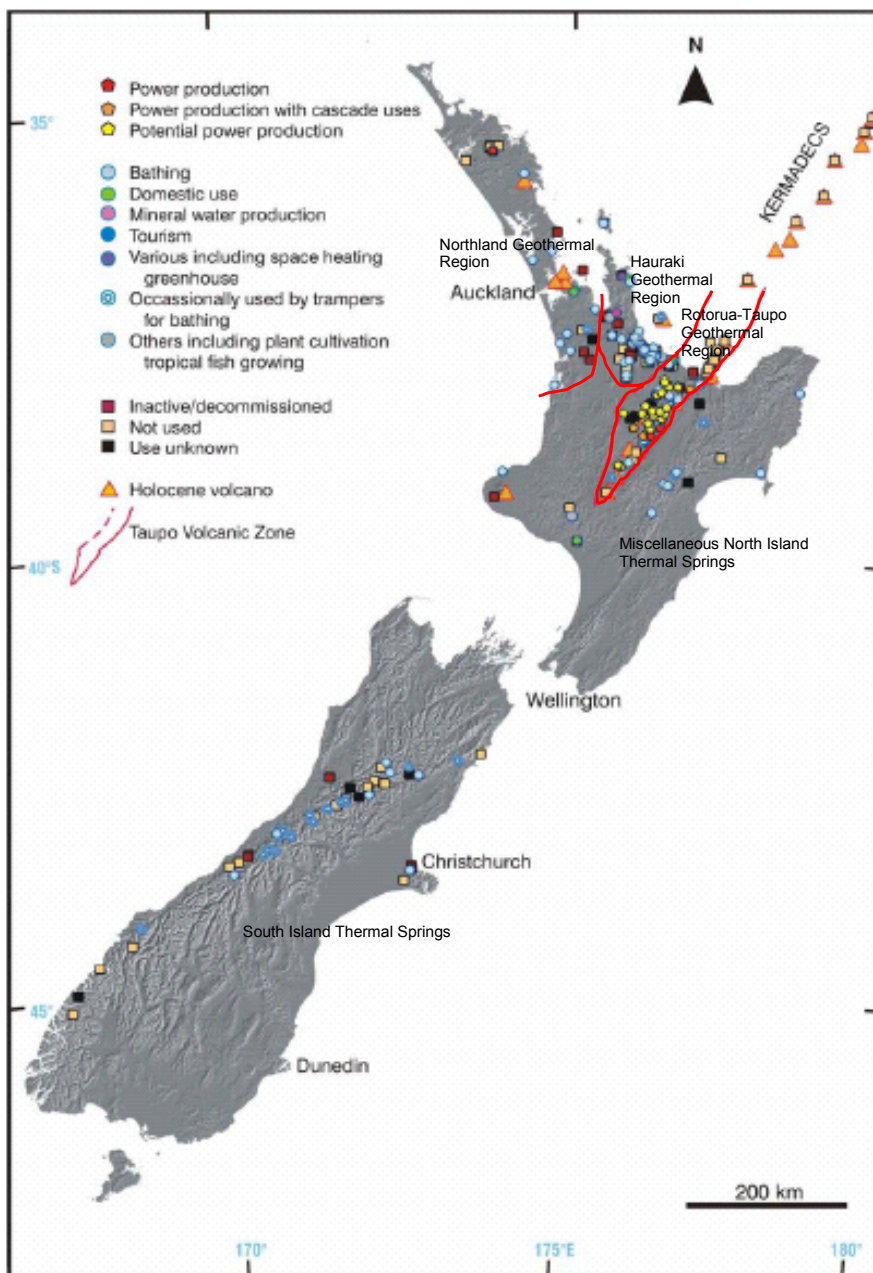 N
Power production
Power production with cascade uses
Potential power production
35°
Bathing
Domestic use
Mineral water production
Tourism
Various including space heating
greenhouse
Occassionally used by trampers
for bathing
Others including plant cultivation
tropical fish growing
Inactive/decommissioned
Not used
Use unknown
Holocene volcano
Taupo Volcanic Zone
KERMADECS
Northland Geothermal
Region
Auckland
Hauraki
Geothermal
Region
Rotorua-Taupo
Geothermal
Region
40°S
Miscellaneous North Island
Thermal Springs
Wellington
Christchurch
South Island Thermal Springs
45°
Dunedin
200 km
170°
175°E
180°